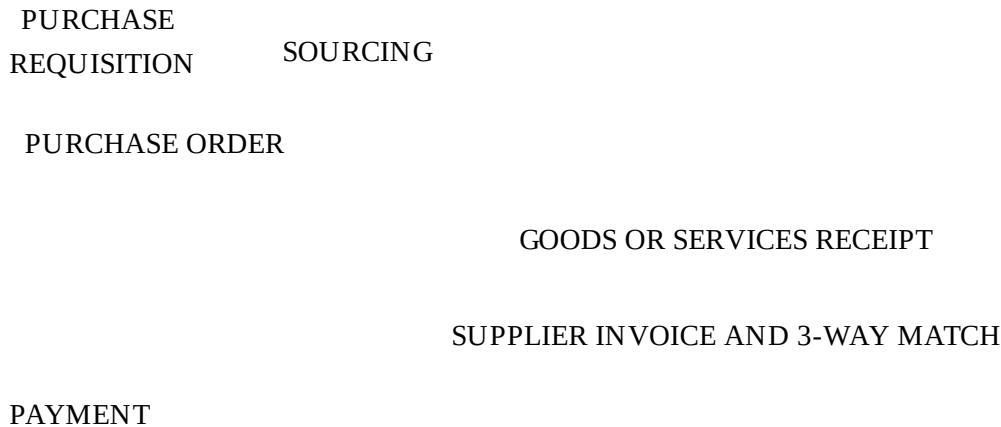 PURCHASE
REQUISITION
SOURCING
PURCHASE ORDER
GOODS OR SERVICES RECEIPT
SUPPLIER INVOICE AND 3-WAY MATCH
PAYMENT